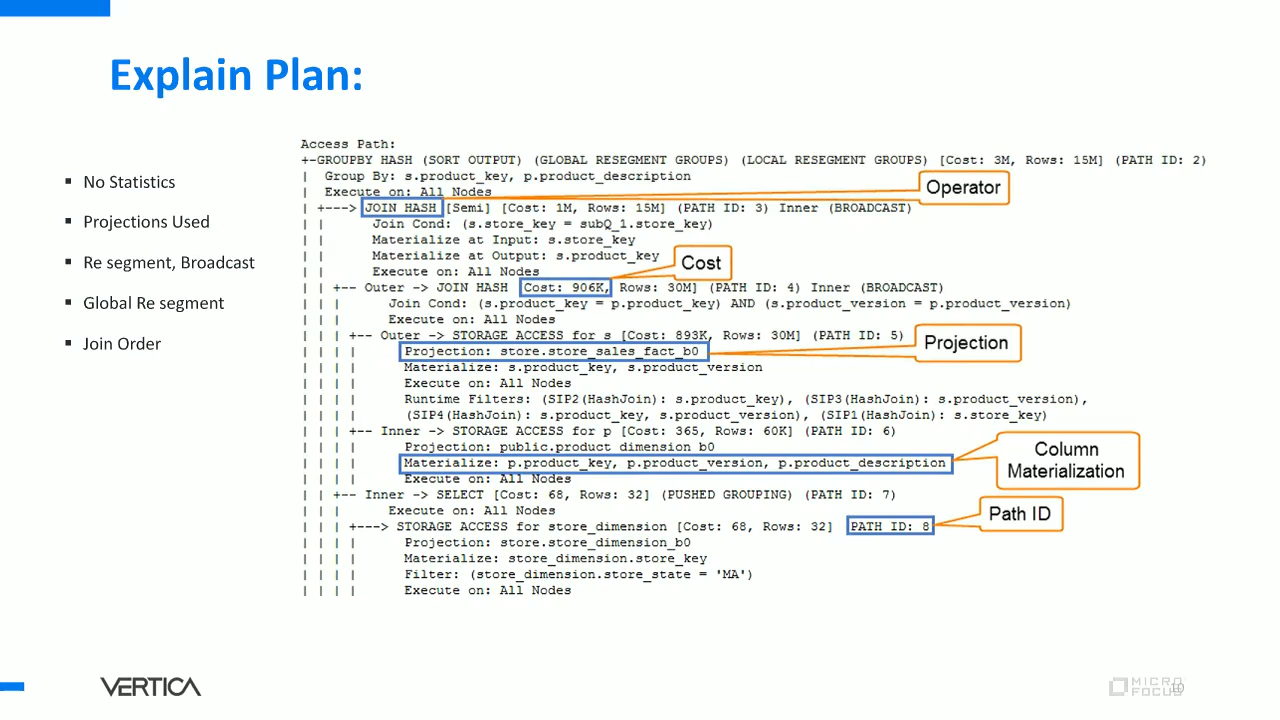 Explain Plan:
▪ No Statistics
▪ Projections Used
▪ Re segment, Broadcast
▪ Global Re segment
▪ Join Order
Access Path:
+-GROUPBY HASH (SORT OUTPUT) (GLOBAL RESEGMENT GROUPS) (LOCAL RESEGMENT GROUPS) [Cost: 3M, Rows: 15M] (PATH ID: 2)
| Group By: s.product_key, p.product_description
| Execute on: All Nodes
Operator
| +---> JOIN HASH [Semi] [Cost: 1M, Rows: 15M] (PATH ID: 3) Inner (BROADCAST)
| | Join Cond: (s.store_key = subQ_1.store_key)
| | Materialize at Input: s.store_key
| | Materialize at Output: s.product_key
Cost
| | Execute on: All Nodes
| | +-- Outer -> JOIN HASH [Cost: 906K, Rows: 30M] (PATH ID: 4) Inner (BROADCAST)
| | | Join Cond: (s.product_key = p.product_key) AND (s.product_version = p.product_version)
| | | Execute on: All Nodes
| | | +-- Outer -> STORAGE ACCESS for s [Cost: 893K, Rows: 30M] (PATH ID: 5)
Projection
| | | | Projection: store.store_sales_fact_b0
| | | | Materialize: s.product_key, s.product_version
| | | | Execute on: All Nodes
| | | | Runtime Filters: (SIP2(HashJoin): s.product_key), (SIP3(HashJoin): s.product_version),
| | | | (SIP4(HashJoin): s.product_key, s.product_version), (SIP1(HashJoin): s.store_key)
| | | +-- Inner -> STORAGE ACCESS for p [Cost: 365, Rows: 60K] (PATH ID: 6)
| | | | Projection: public.product_dimension_b0
| | | | Materialize: p.product_key, p.product_version, p.product_description
Column
Materialization
| | | | Execute on: All Nodes
| | +-- Inner -> SELECT [Cost: 68, Rows: 32] (PUSHED GROUPING) (PATH ID: 7)
| | | Execute on: All Nodes
| | | +---> STORAGE ACCESS for store_dimension [Cost: 68, Rows: 32] (PATH ID: 8
Path ID
| | | | Projection: store.store_dimension_b0
| | | | Materialize: store_dimension.store_key
| | | | Filter: (store_dimension.store_state = 'MA')
| | | | Execute on: All Nodes
VERTICA
MICRO
FOCUS
10